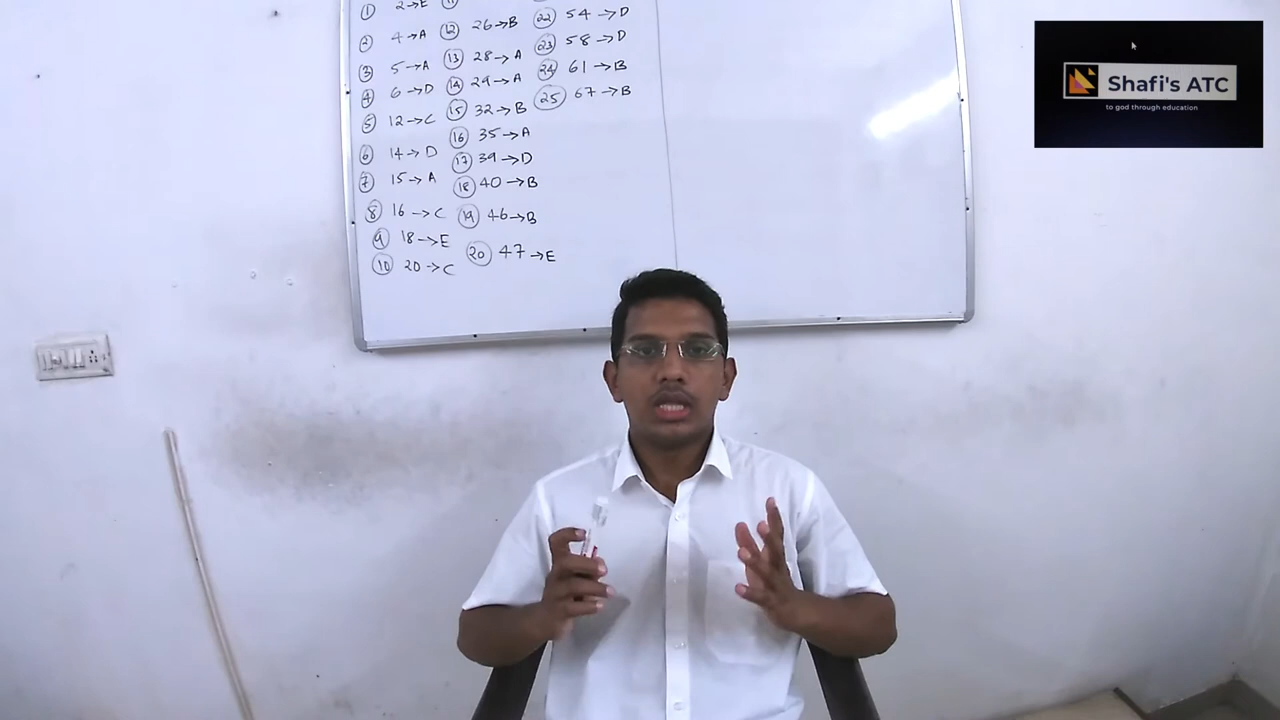 ① 2→E
② 4→A
③ 5→A
④ 6→D
⑤ 12→C
⑥ 14→D
⑦ 15→A
⑧ 16→C
⑨ 18→E
⑩ 20→C
⑫ 26→B
⑬ 28→A
⑭ 29→A
⑮ 32→B
⑯ 35→A
⑰ 39→D
⑱ 40→B
⑲ 46→B
⑳ 47→E
㉒ 54→D
㉓ 58→D
㉔ 61→B
㉕ 67→B
Shafi's ATC
to god through education